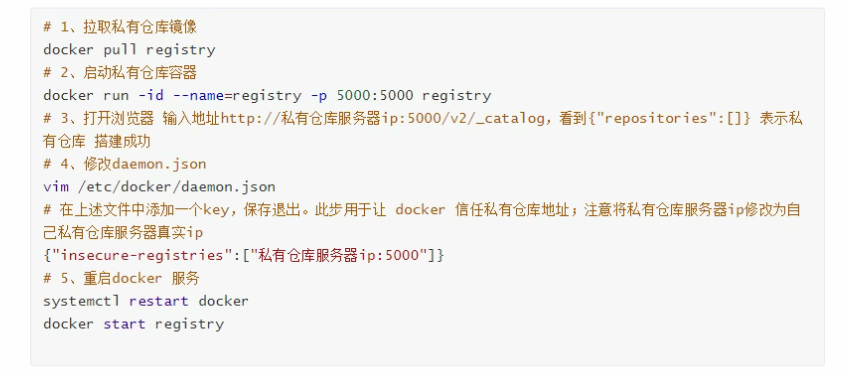 # 1、拉取私有仓库镜像
docker pull registry
# 2、启动私有仓库容器
docker run -id --name=registry -p 5000:5000 registry
# 3、打开浏览器 输入地址http://私有仓库服务器ip:5000/v2/_catalog，看到{"repositories":[]} 表示私
有仓库 搭建成功
# 4、修改daemon.json
vim /etc/docker/daemon.json
# 在上述文件中添加一个key，保存退出。此步用于让 docker 信任私有仓库地址；注意将私有仓库服务器ip修改为自
己私有仓库服务器真实ip
{"insecure-registries":["私有仓库服务器ip:5000"]}
# 5、重启docker 服务
systemctl restart docker
docker start registry